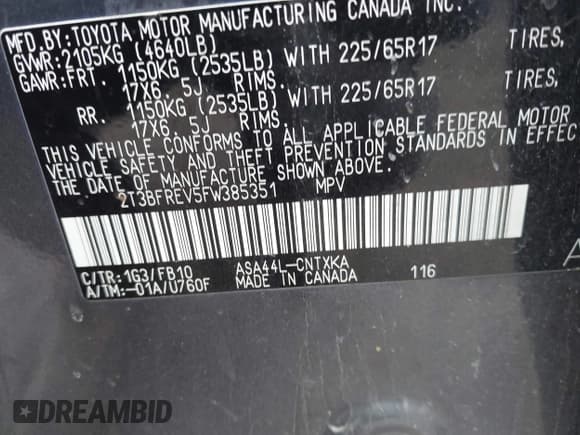 MFD.BY:TOYOTA MOTOR MANUFACTURING CANADA INC.
GVWR:2105KG (4640LB)
GAWR:FRT. 1150KG (2535LB) WITH 225/65R17 TIRES,
17X6.5J RIMS,
RR. 1150KG (2535LB) WITH 225/65R17 TIRES,
17X6.5J RIMS.
THIS VEHICLE CONFORMS TO ALL APPLICABLE FEDERAL MOTOR
VEHICLE SAFETY AND THEFT PREVENTION STANDARDS IN EFFEC
THE DATE OF MANUFACTURE SHOWN ABOVE.
2T3BFREV5FW385351 MPV
C/TR:1G3/FB10 ASA44L-CNTXKA 116
A/TM:-01A/U760F MADE IN CANADA
DREAMBID